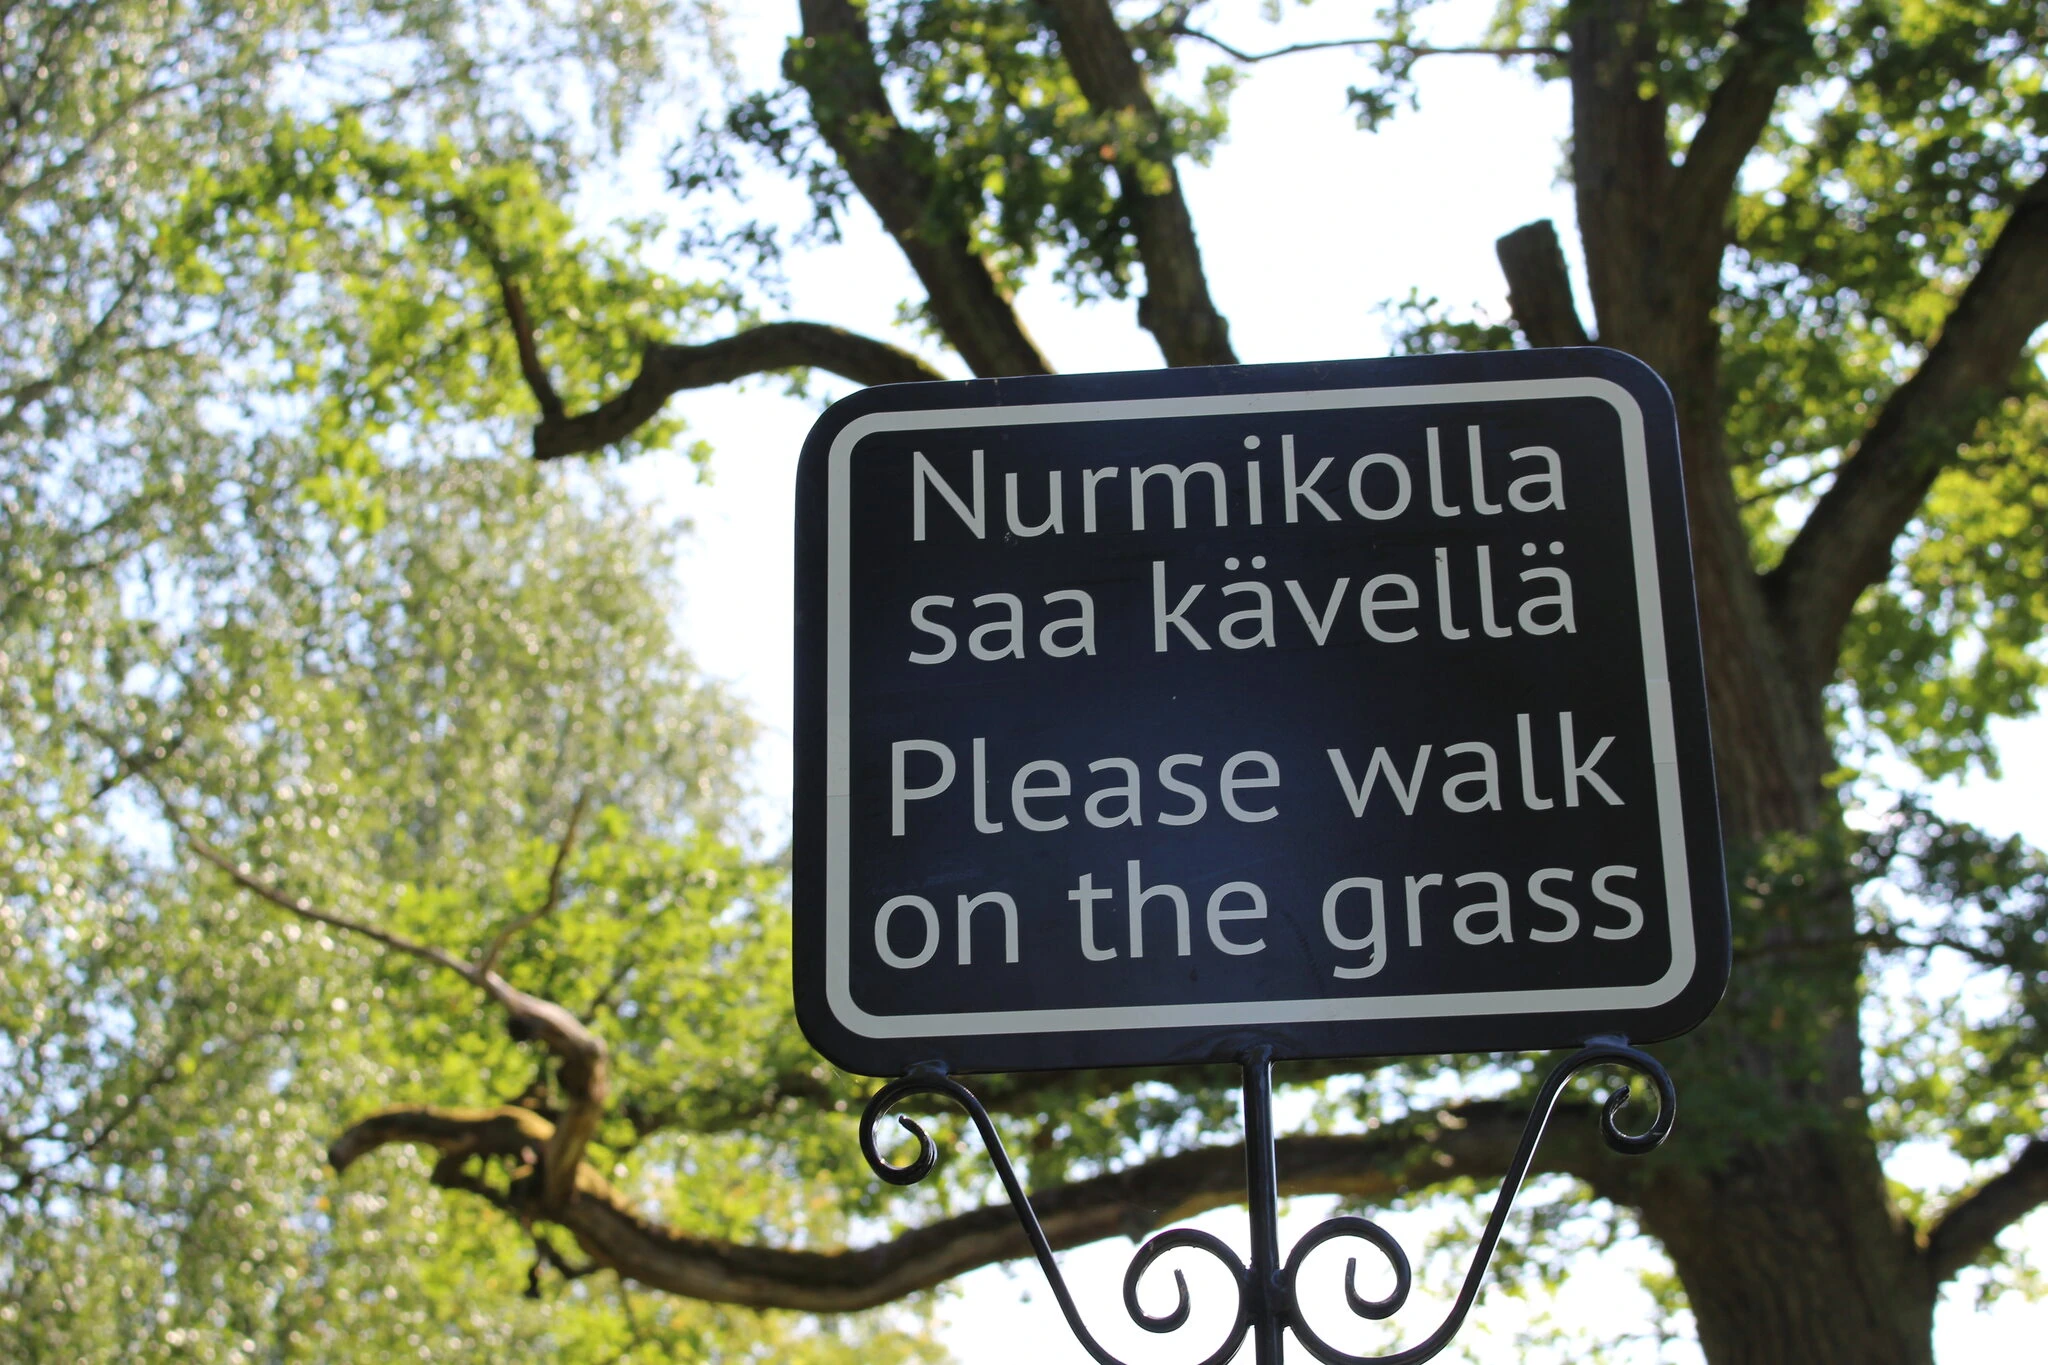 Nurmikolla
saa kävellä
Please walk
on the grass